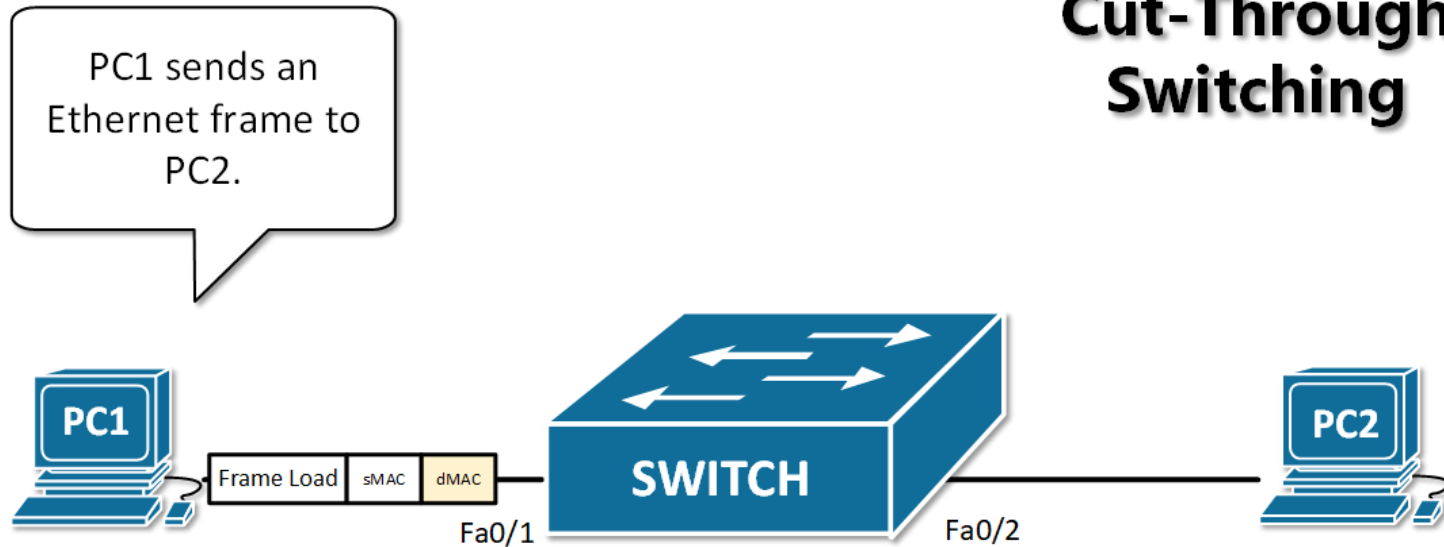 Cut-Through
Switching
PC1 sends an
Ethernet frame to
PC2.
PC1
Frame Load
sMAC
dMAC
SWITCH
PC2
Fa0/1
Fa0/2